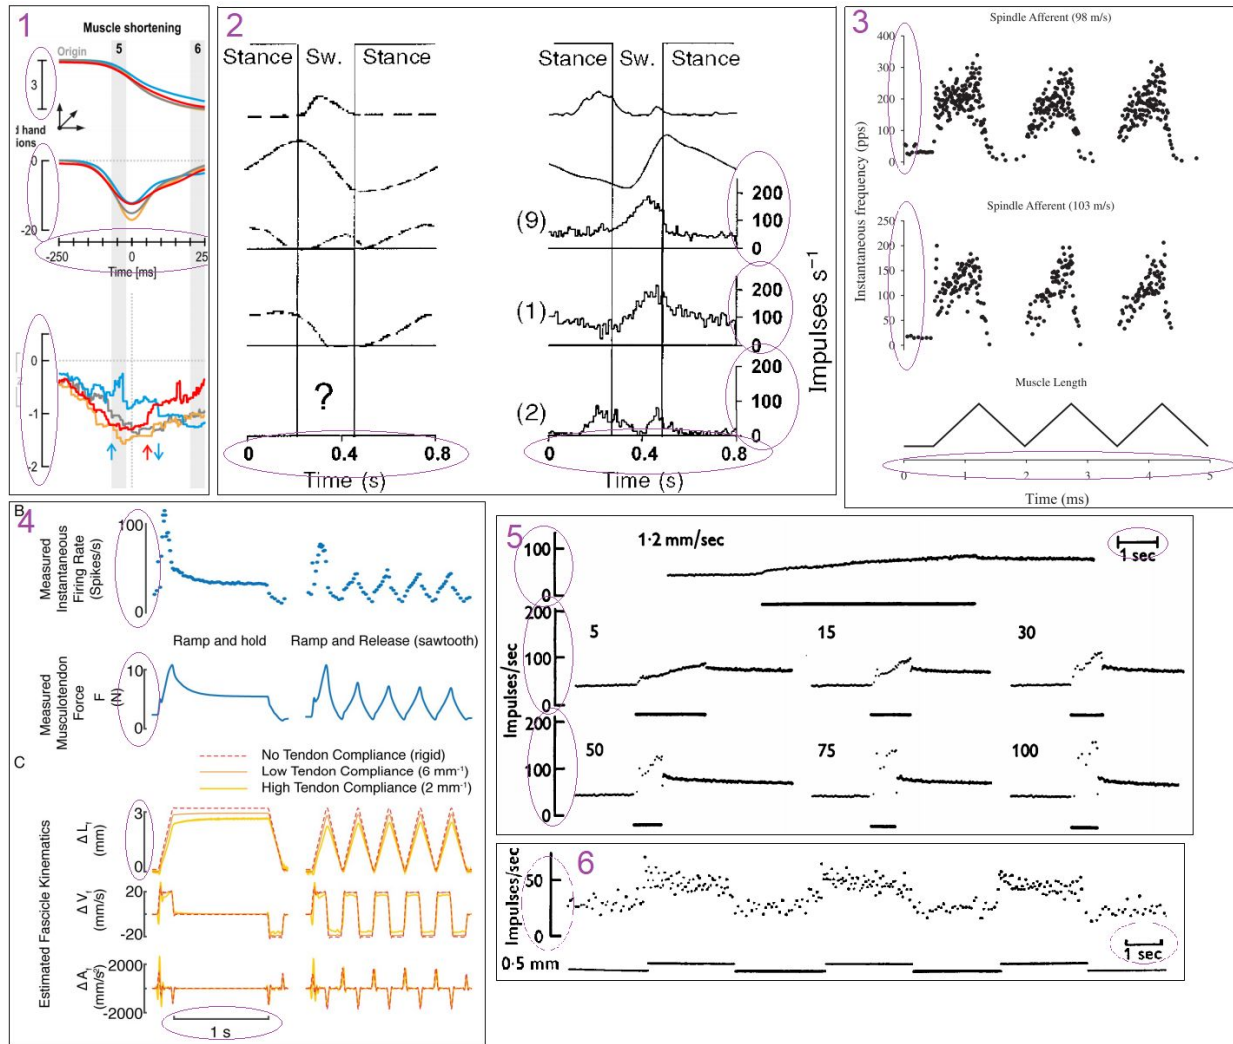 1
Muscle shortening
Origin
5
6
3
d hand
ions
0
-20
-250
0
25
Time [ms]
0
-1
-2
2
Stance
Sw.
Stance
Stance
Sw.
Stance
(9)
200
100
0
(1)
200
100
0
(2)
200
100
0
Impulses s⁻¹
?
0
0.4
0.8
Time (s)
0
0.4
0.8
Time (s)
3
Spindle Afferent (98 m/s)
400
300
200
100
0
Spindle Afferent (103 m/s)
250
200
150
100
50
0
Instantaneous frequency (pps)
Muscle Length
0
1
2
3
4
5
Time (ms)
B
4
Measured
Instantaneous
Firing Rate
(Spikes/s)
100
0
Ramp and hold
Ramp and Release (sawtooth)
Measured
Musculotendon
Force
F
(N)
10
0
C
No Tendon Compliance (rigid)
Low Tendon Compliance (6 mm⁻¹)
High Tendon Compliance (2 mm⁻¹)
Estimated Fascicle Kinematics
Δ Lf
(mm)
3
0
Δ Vf
(mm/s)
20
-20
Δ Af
(mm/s²)
2000
-2000
1 s
5
1·2 mm/sec
1 sec
100
0
200
100
0
200
100
0
Impulses/sec
5
15
30
50
75
100
6
Impulses/sec
50
0
0·5 mm
1 sec